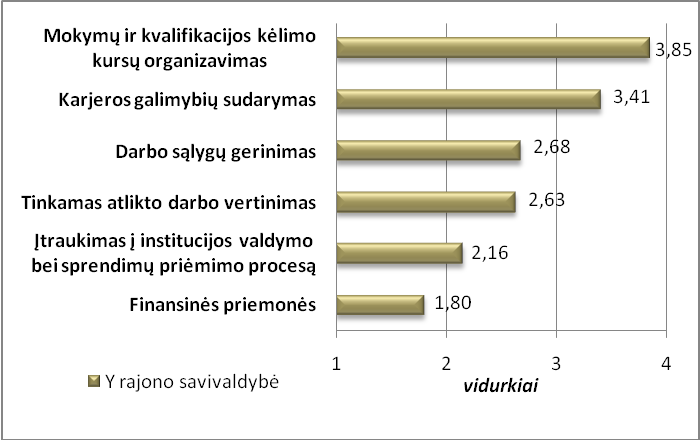 Mokymų ir kvalifikacijos kėlimo
kursų organizavimas
3,85
Karjeros galimybių sudarymas
3,41
Darbo sąlygų gerinimas
2,68
Tinkamas atlikto darbo vertinimas
2,63
Įtraukimas į institucijos valdymo
bei sprendimų priėmimo procesą
2,16
Finansinės priemonės
1,80
1 2 3 4
Y rajono savivaldybė
vidurkiai